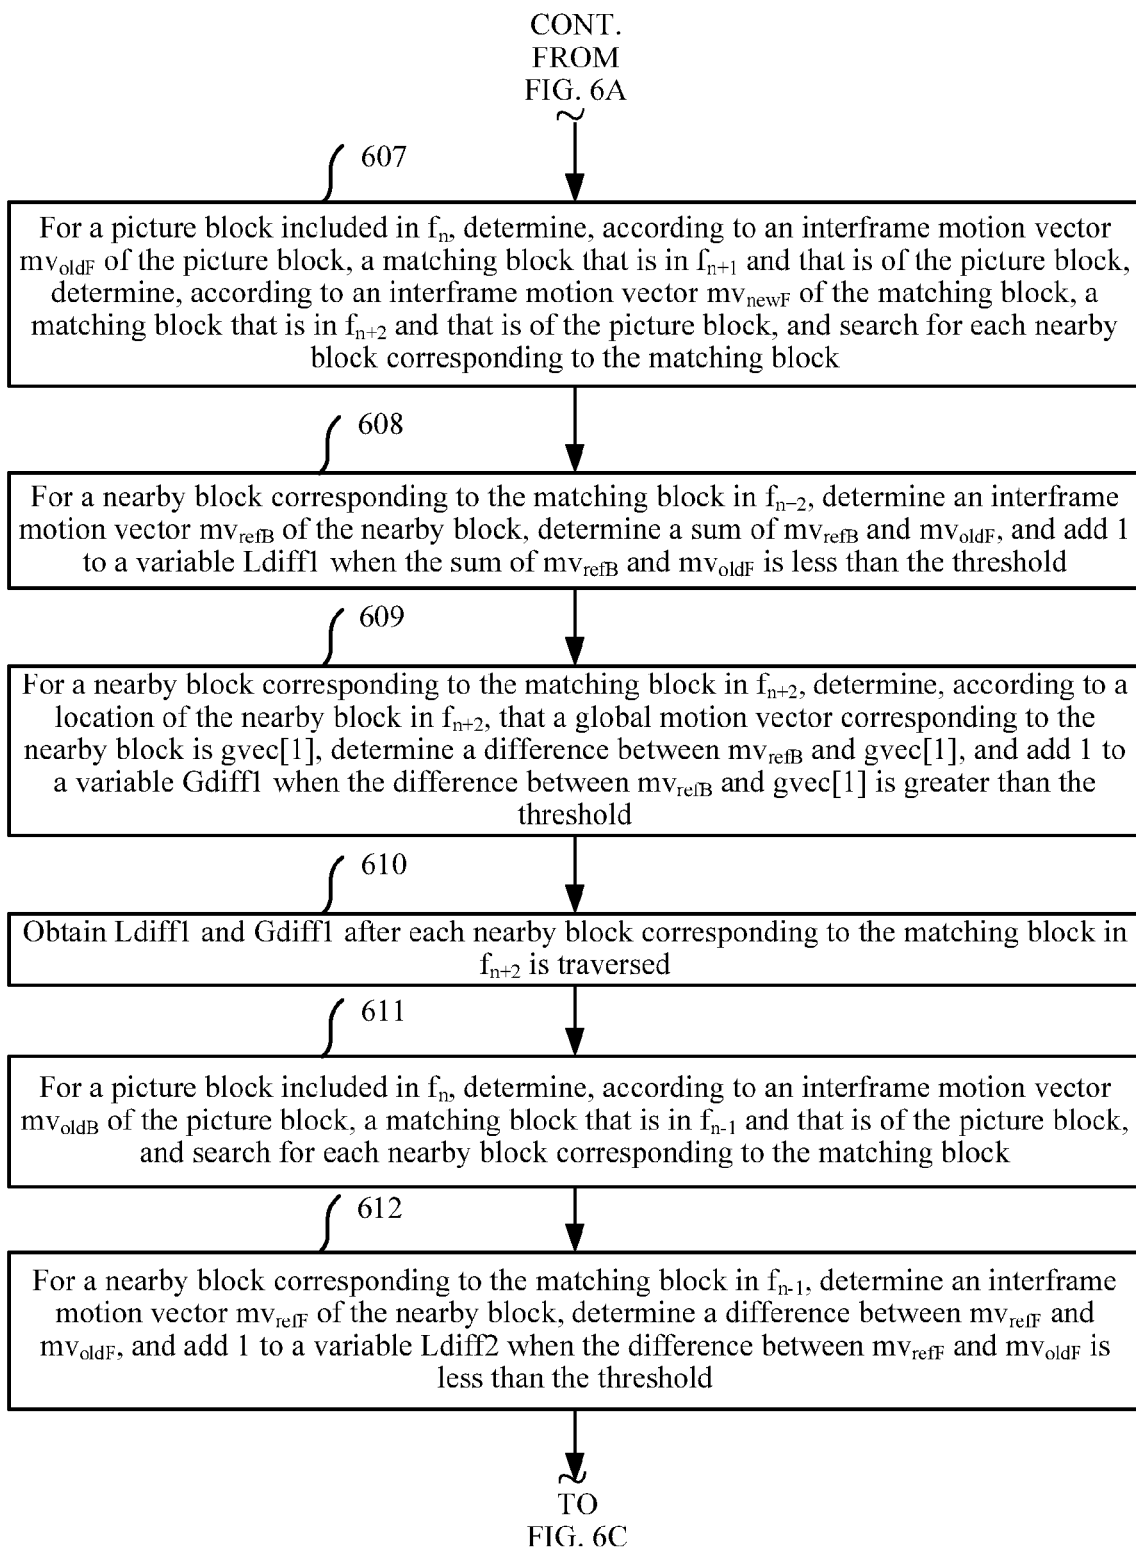 CONT.
FROM
FIG. 6A
607
For a picture block included in fn, determine, according to an interframe motion vector
mvoldF of the picture block, a matching block that is in fn+1 and that is of the picture block,
determine, according to an interframe motion vector mvnewF of the matching block, a
matching block that is in fn+2 and that is of the picture block, and search for each nearby
block corresponding to the matching block
608
For a nearby block corresponding to the matching block in fn−2, determine an interframe
motion vector mvrefB of the nearby block, determine a sum of mvrefB and mvoldF, and add 1
to a variable Ldiff1 when the sum of mvrefB and mvoldF is less than the threshold
609
For a nearby block corresponding to the matching block in fn+2, determine, according to a
location of the nearby block in fn+2, that a global motion vector corresponding to the
nearby block is gvec[1], determine a difference between mvrefB and gvec[1], and add 1 to
a variable Gdiff1 when the difference between mvrefB and gvec[1] is greater than the
threshold
610
Obtain Ldiff1 and Gdiff1 after each nearby block corresponding to the matching block in
fn+2 is traversed
611
For a picture block included in fn, determine, according to an interframe motion vector
mvoldB of the picture block, a matching block that is in fn-1 and that is of the picture block,
and search for each nearby block corresponding to the matching block
612
For a nearby block corresponding to the matching block in fn-1, determine an interframe
motion vector mvrefF of the nearby block, determine a difference between mvrefF and
mvoldF, and add 1 to a variable Ldiff2 when the difference between mvrefF and mvoldF is
less than the threshold
TO
FIG. 6C